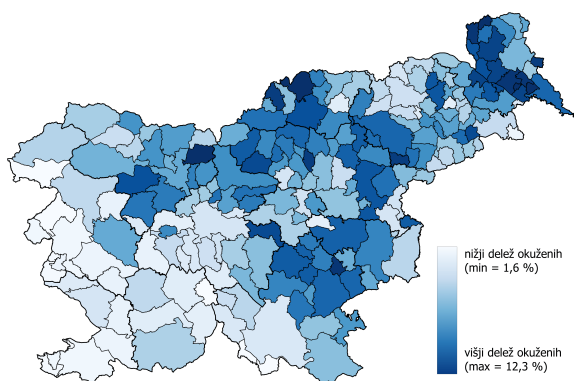 nižji delež okuženih
(min = 1,6 %)
višji delež okuženih
(max = 12,3 %)